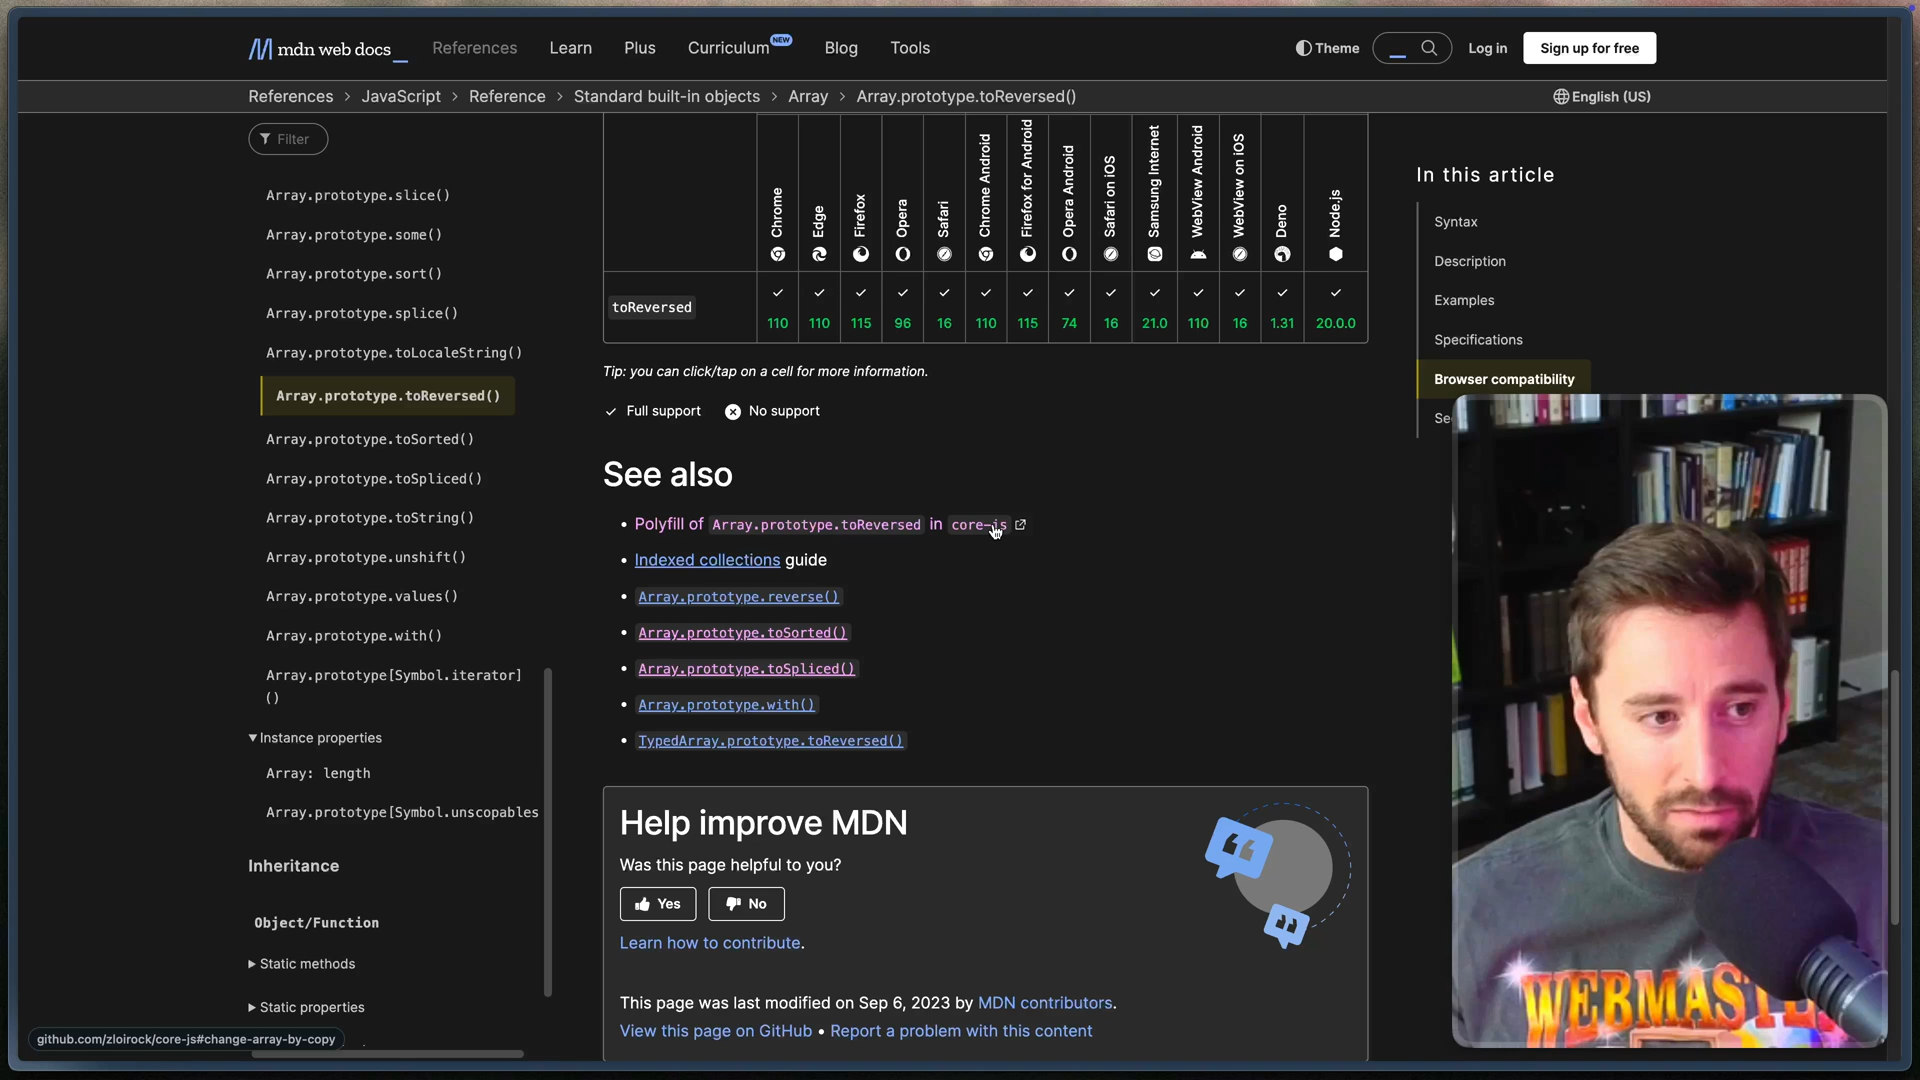 mdn web docs_
References
Learn
Plus
Curriculum NEW
Blog
Tools
Theme
Log in
Sign up for free
References > JavaScript > Reference > Standard built-in objects > Array > Array.prototype.toReversed()
English (US)
Filter
Array.prototype.slice()
Array.prototype.some()
Array.prototype.sort()
Array.prototype.splice()
Array.prototype.toLocaleString()
Array.prototype.toReversed()
Array.prototype.toSorted()
Array.prototype.toSpliced()
Array.prototype.toString()
Array.prototype.unshift()
Array.prototype.values()
Array.prototype.with()
Array.prototype[Symbol.iterator]
()
Instance properties
Array: length
Array.prototype[Symbol.unscopables
Inheritance
Object/Function
Static methods
Static properties
github.com/zloirock/core-js#change-array-by-copy
Chrome
Edge
Firefox
Opera
Safari
Chrome Android
Firefox for Android
Opera Android
Safari on iOS
Samsung Internet
WebView Android
WebView on iOS
Deno
Node.js
toReversed
110 110 115 96 16 110 115 74 16 21.0 110 16 1.31 20.0.0
Tip: you can click/tap on a cell for more information.
Full support
No support
See also
• Polyfill of Array.prototype.toReversed in core-js
• Indexed collections guide
• Array.prototype.reverse()
• Array.prototype.toSorted()
• Array.prototype.toSpliced()
• Array.prototype.with()
• TypedArray.prototype.toReversed()
Help improve MDN
Was this page helpful to you?
Yes
No
Learn how to contribute.
This page was last modified on Sep 6, 2023 by MDN contributors.
View this page on GitHub • Report a problem with this content
In this article
Syntax
Description
Examples
Specifications
Browser compatibility
Se
WEBMASTE